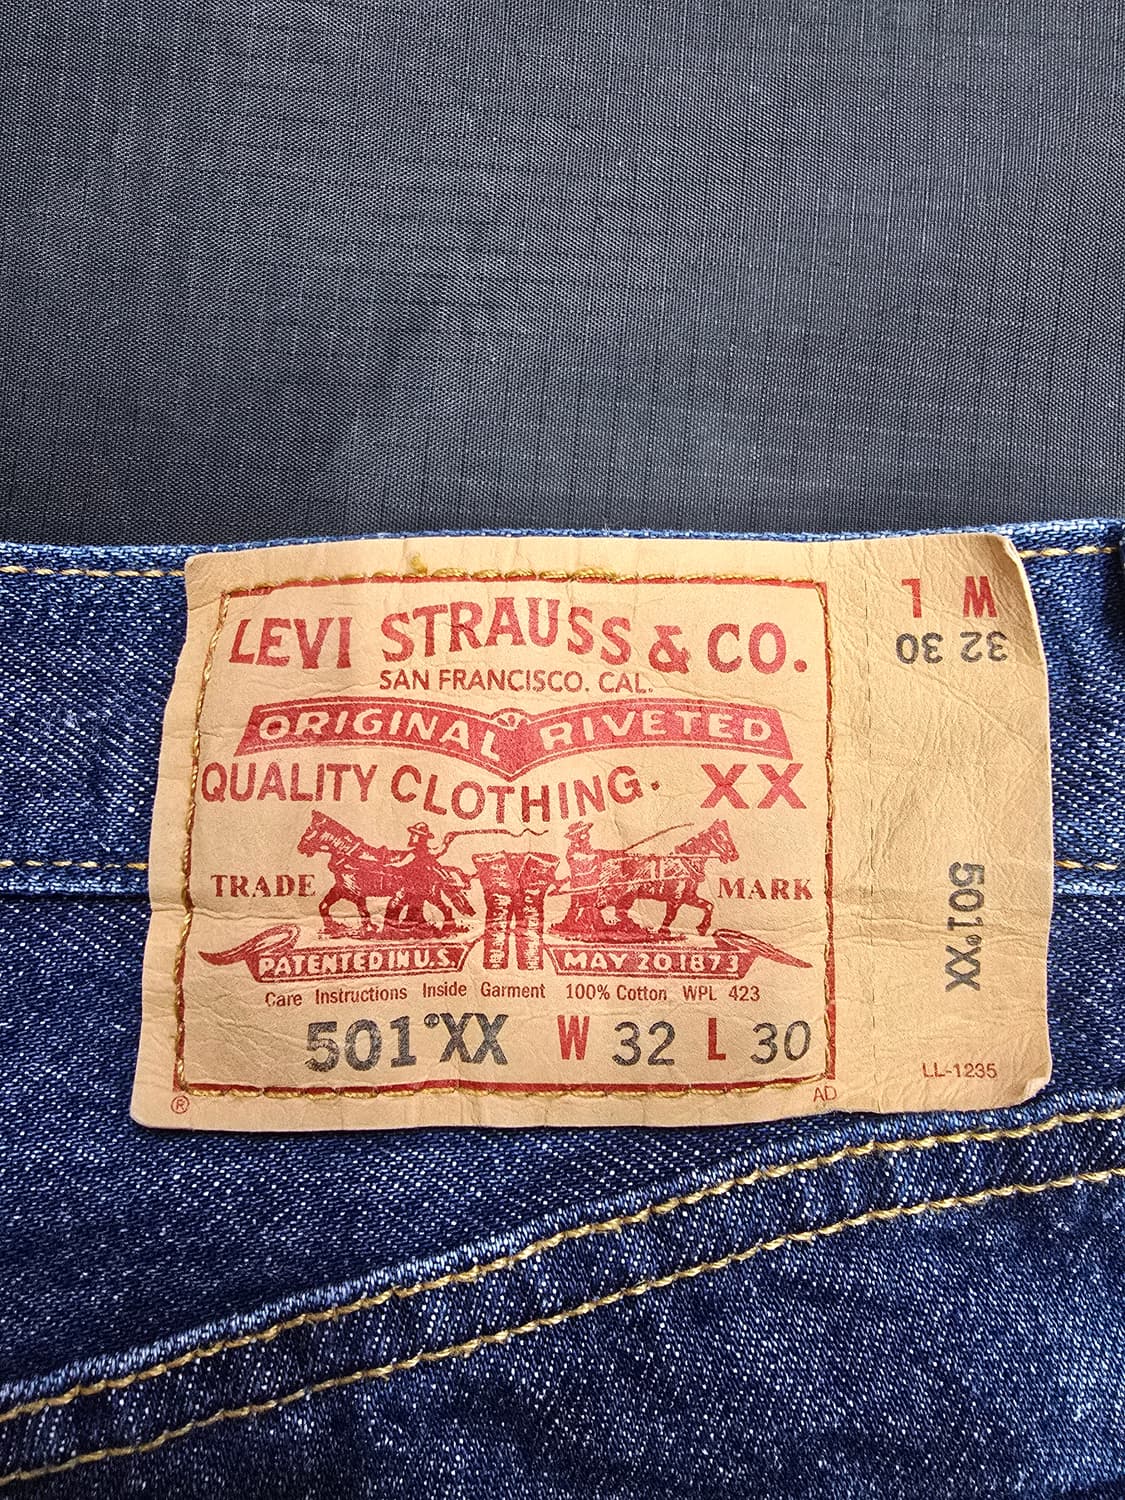 LEVI STRAUSS & CO.
SAN FRANCISCO. CAL.
ORIGINAL RIVETED
QUALITY CLOTHING. XX
TRADE MARK
PATENTED IN U.S. MAY 20 1873
Care Instructions Inside Garment 100% Cotton WPL 423
501®XX W 32 L 30
® AD
W L
32 30
501®XX
LL-1235